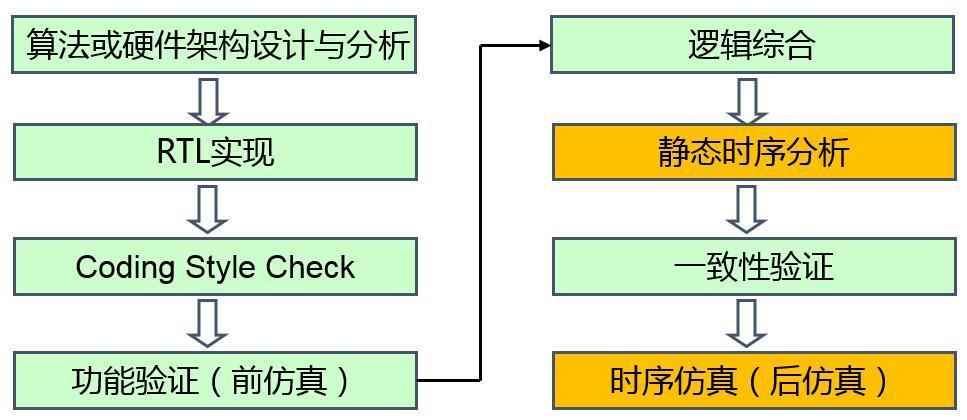 算法或硬件架构设计与分析
RTL实现
Coding Style Check
功能验证（前仿真）
逻辑综合
静态时序分析
一致性验证
时序仿真（后仿真）